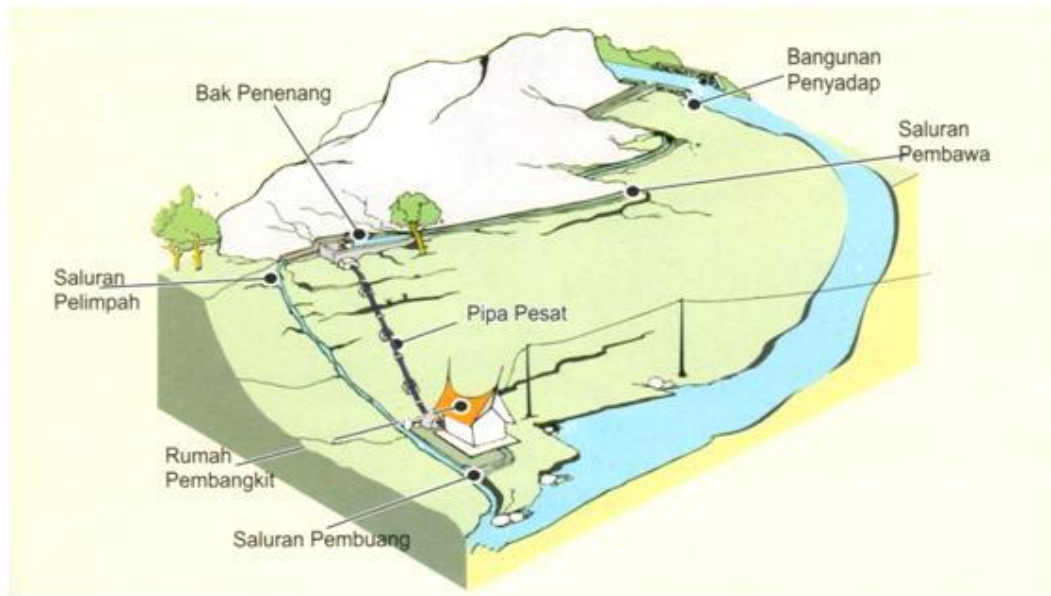 Bangunan
Penyadap
Bak Penenang
Saluran
Pembawa
Saluran
Pelimpah
Pipa Pesat
Rumah
Pembangkit
Saluran Pembuang